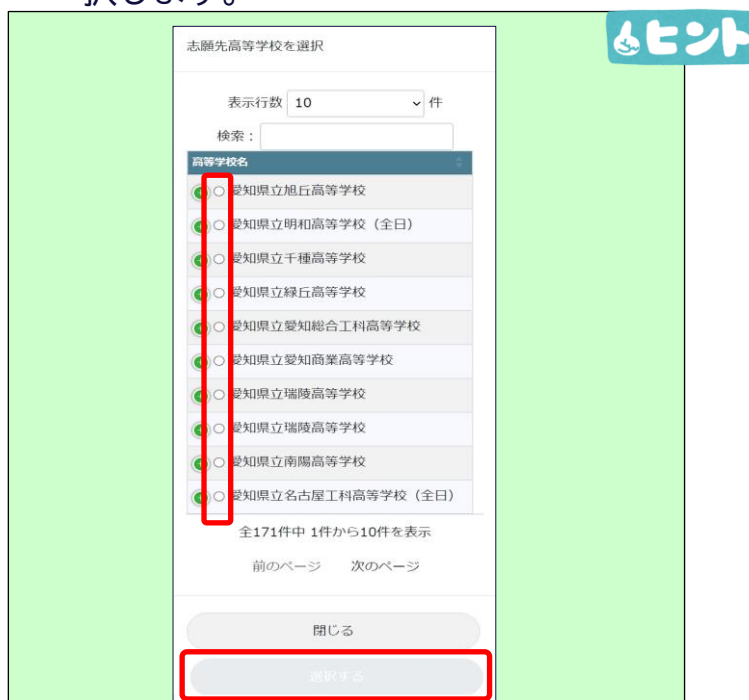 択します。
ヒント
志願先高等学校を選択
表示行数 10 件
検索：
高等学校名
愛知県立旭丘高等学校
愛知県立明和高等学校（全日）
愛知県立千種高等学校
愛知県立緑丘高等学校
愛知県立愛知総合工科高等学校
愛知県立愛知商業高等学校
愛知県立瑞陵高等学校
愛知県立瑞陵高等学校
愛知県立南陽高等学校
愛知県立名古屋工科高等学校（全日）
全171件中 1件から10件を表示
前のページ 次のページ
閉じる
選択する